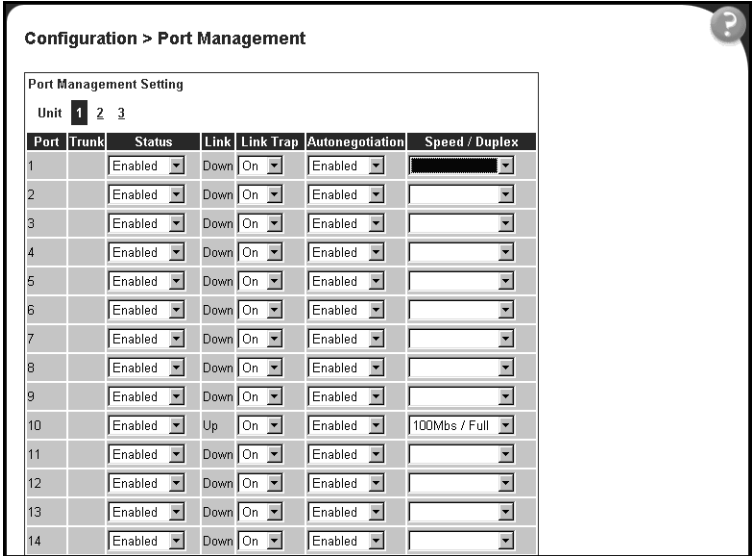 ?
Configuration > Port Management
Port Management Setting
Unit 1 2 3
Port Trunk Status Link Link Trap Autonegotiation Speed / Duplex
1 Enabled Down On Enabled
2 Enabled Down On Enabled
3 Enabled Down On Enabled
4 Enabled Down On Enabled
5 Enabled Down On Enabled
6 Enabled Down On Enabled
7 Enabled Down On Enabled
8 Enabled Down On Enabled
9 Enabled Down On Enabled
10 Enabled Up On Enabled 100Mbs / Full
11 Enabled Down On Enabled
12 Enabled Down On Enabled
13 Enabled Down On Enabled
14 Enabled Down On Enabled